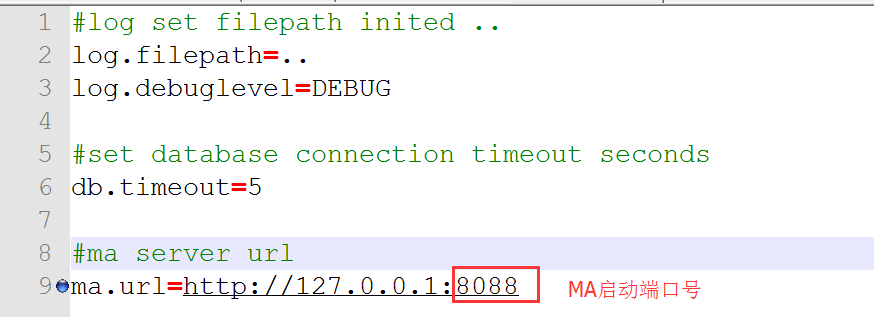 1 #log set filepath inited ..
2 log.filepath=..
3 log.debuglevel=DEBUG
4
5 #set database connection timeout seconds
6 db.timeout=5
7
8 #ma server url
9 ma.url=http://127.0.0.1:8088 MA启动端口号